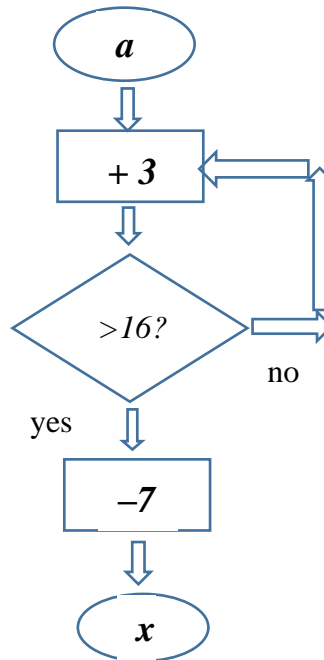 a
+ 3
>16?
no
yes
–7
x